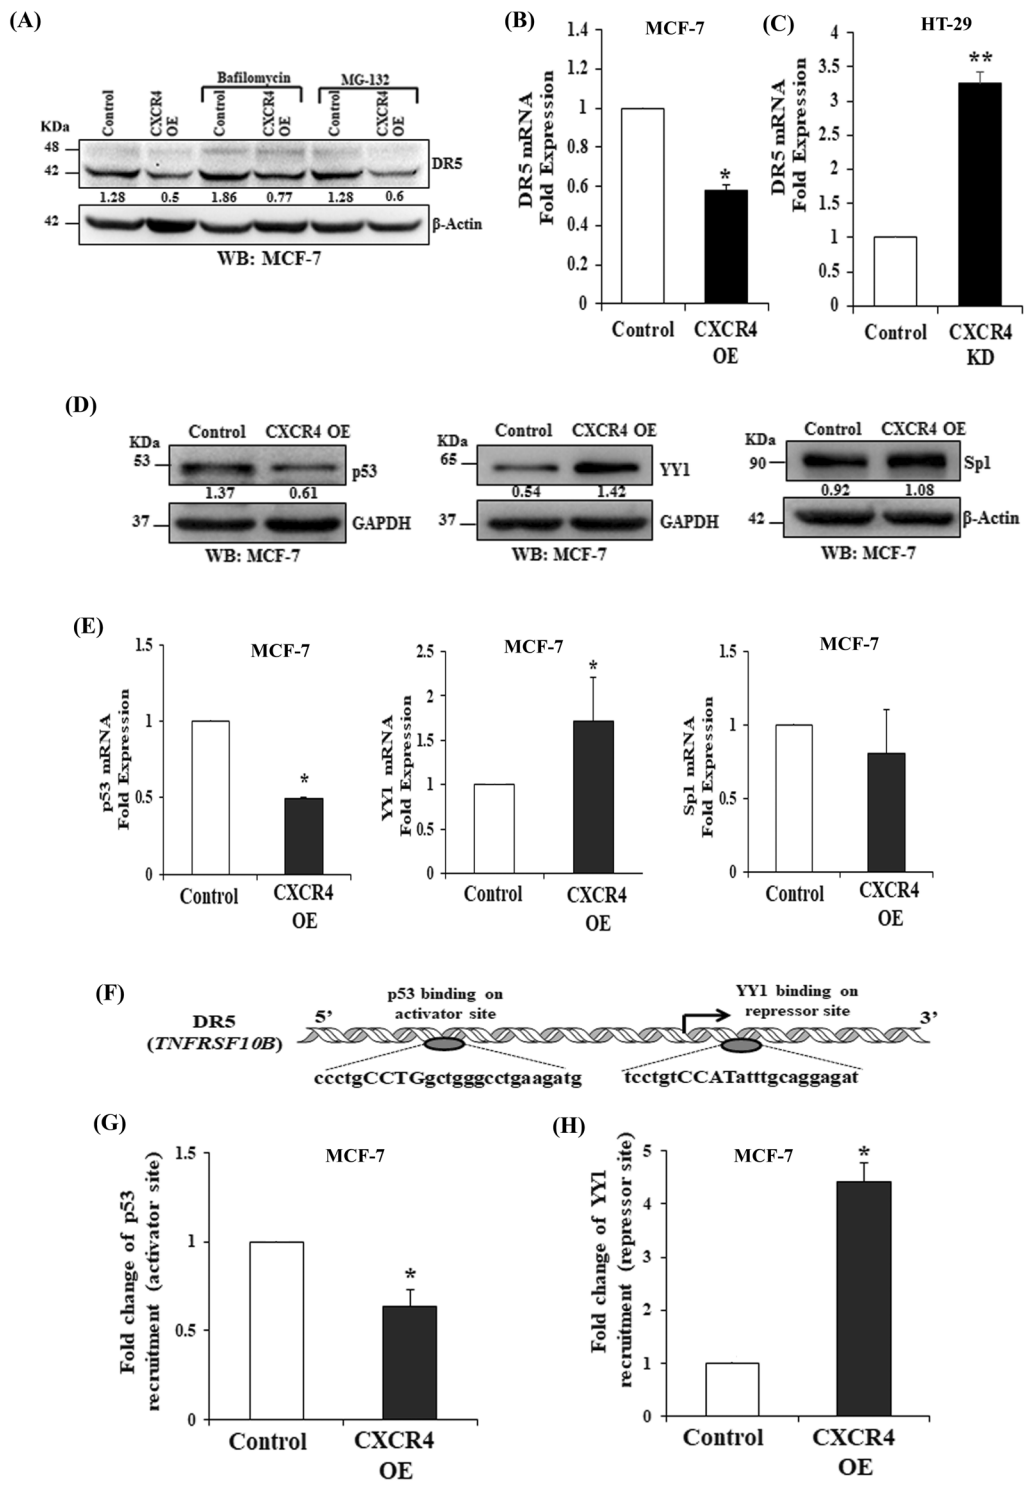 (A)
Bafilomycin
MG-132
KDa
Control
CXCR4
OE
Control
CXCR4
OE
Control
CXCR4
OE
48
42
DR5
1.28 0.5 1.86 0.77 1.28 0.6
42
β-Actin
WB: MCF-7
(B)
MCF-7
DR5 mRNA
Fold Expression
1.4
1.2
1
0.8
0.6
0.4
0.2
0
*
Control
CXCR4
OE
(C)
HT-29
DR5 mRNA
Fold Expression
4
3.5
3
2.5
2
1.5
1
0.5
0
**
Control
CXCR4
KD
(D)
KDa
Control CXCR4 OE
53
p53
1.37 0.61
37
GAPDH
WB: MCF-7
KDa
Control CXCR4 OE
65
YY1
0.54 1.42
37
GAPDH
WB: MCF-7
KDa
Control CXCR4 OE
90
Sp1
0.92 1.08
42
β-Actin
WB: MCF-7
(E)
MCF-7
p53 mRNA
Fold Expression
1.5
1
0.5
0
*
Control
CXCR4
OE
MCF-7
YY1 mRNA
Fold Expression
2.5
2
1.5
1
0.5
0
*
Control
CXCR4
OE
MCF-7
Sp1 mRNA
Fold Expression
1.5
1
0.5
0
Control
CXCR4
OE
(F)
DR5
(TNFRSF10B)
5’
p53 binding on
activator site
YY1 binding on
repressor site
3’
ccctgCCTGgctgggcctgaagatg
tcctgtCCATatttgcaggagat
(G)
MCF-7
Fold change of p53
recruitment (activator site)
1.5
1
0.5
0
*
Control
CXCR4
OE
(H)
MCF-7
Fold change of YY1
recruitment (repressor site)
5
4
3
2
1
0
*
Control
CXCR4
OE